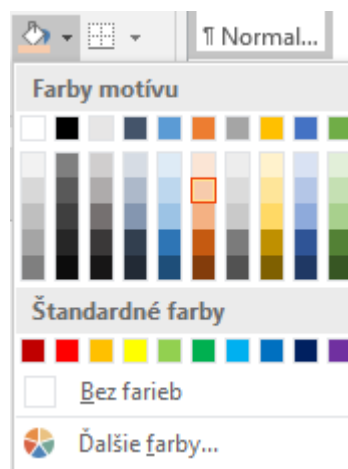 ¶ Normal...
Farby motívu
Štandardné farby
Bez farieb
Ďalšie farby...